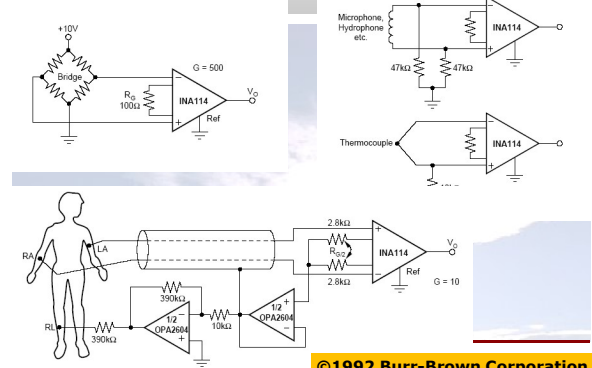 +10V
Bridge
G = 500
RG
100Ω
INA114
VO
Ref
Microphone,
Hydrophone
etc.
INA114
47kΩ
47kΩ
Thermocouple
INA114
RA
LA
RL
2.8kΩ
RG/2
2.8kΩ
INA114
VO
Ref
G = 10
390kΩ
390kΩ
1/2
OPA2604
10kΩ
1/2
OPA2604
©1992 Burr-Brown Corporation